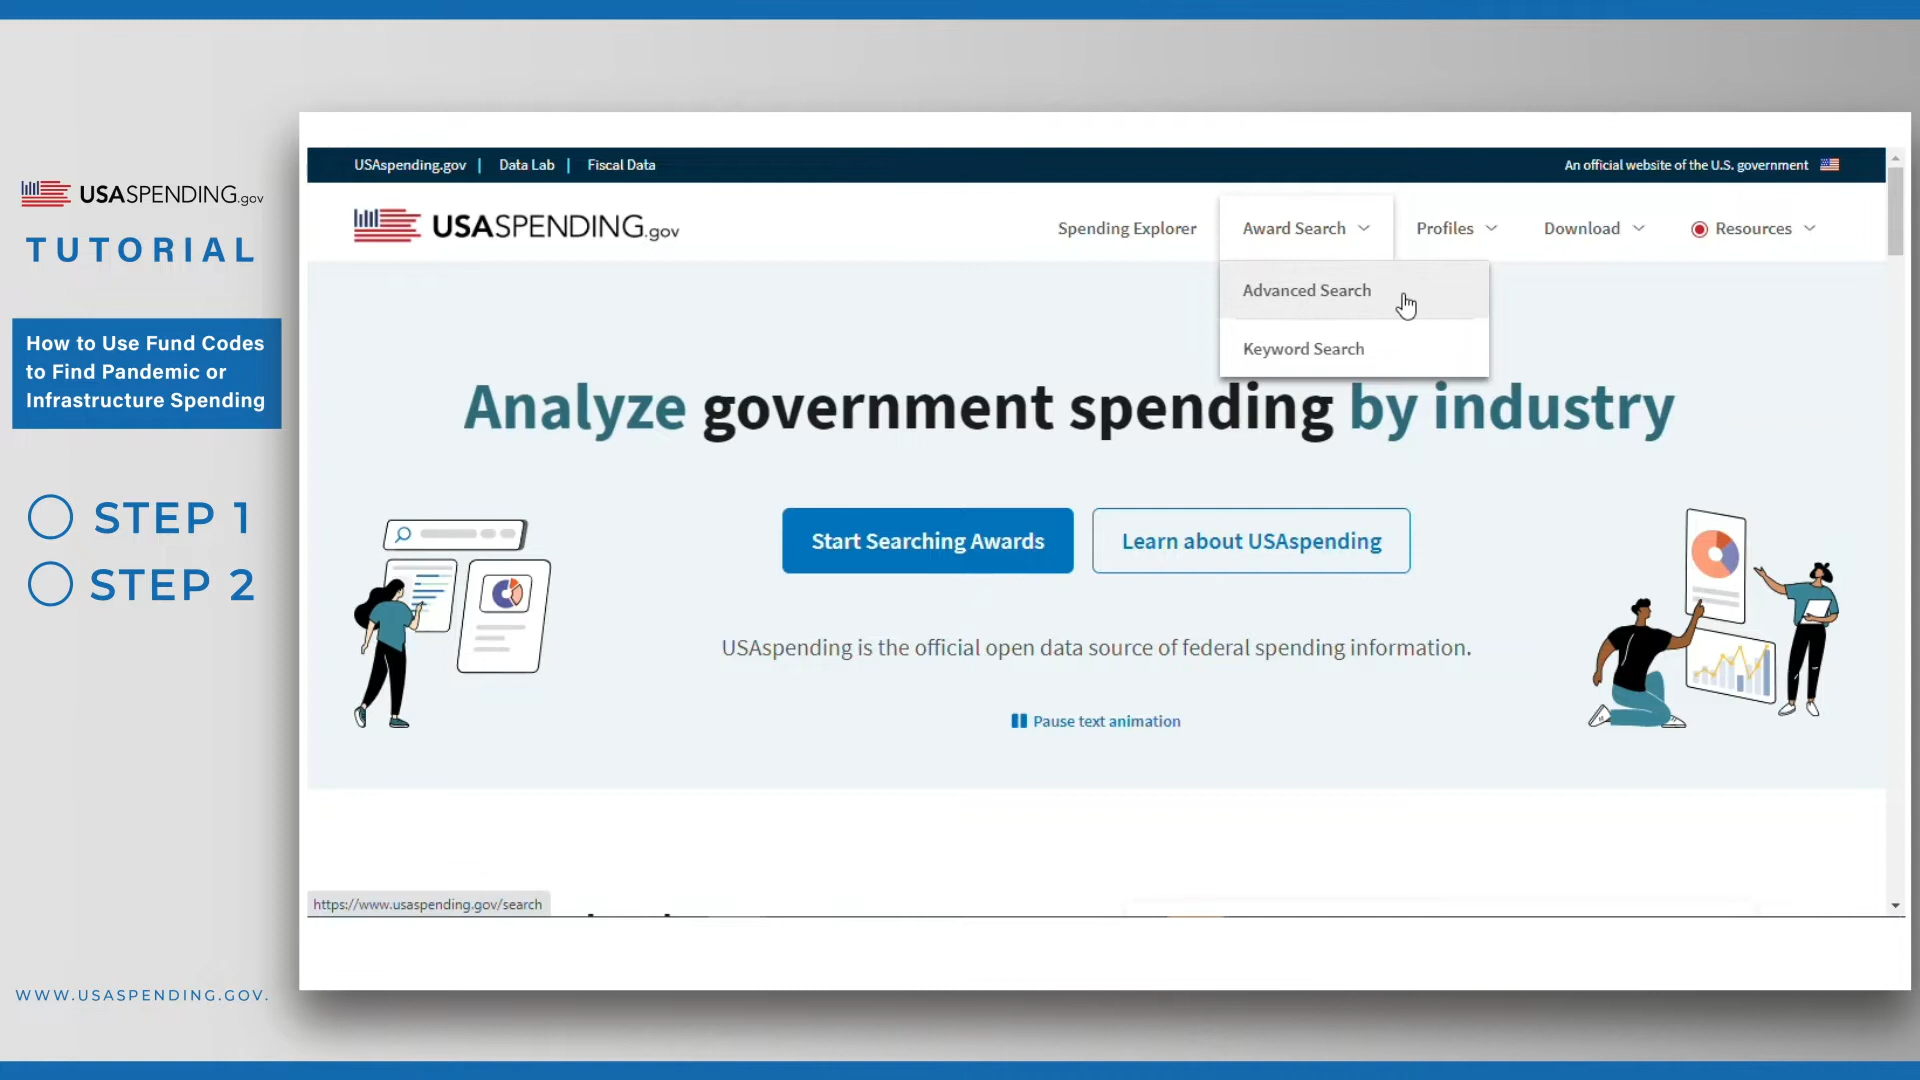 USASPENDING.gov
TUTORIAL
How to Use Fund Codes
to Find Pandemic or
Infrastructure Spending
STEP 1
STEP 2
WWW.USASPENDING.GOV.
USAspending.gov | Data Lab | Fiscal Data
An official website of the U.S. government
USASPENDING.gov
Spending Explorer
Award Search
Profiles
Download
Resources
Advanced Search
Keyword Search
Analyze government spending by industry
Start Searching Awards
Learn about USAspending
USAspending is the official open data source of federal spending information.
Pause text animation
https://www.usaspending.gov/search